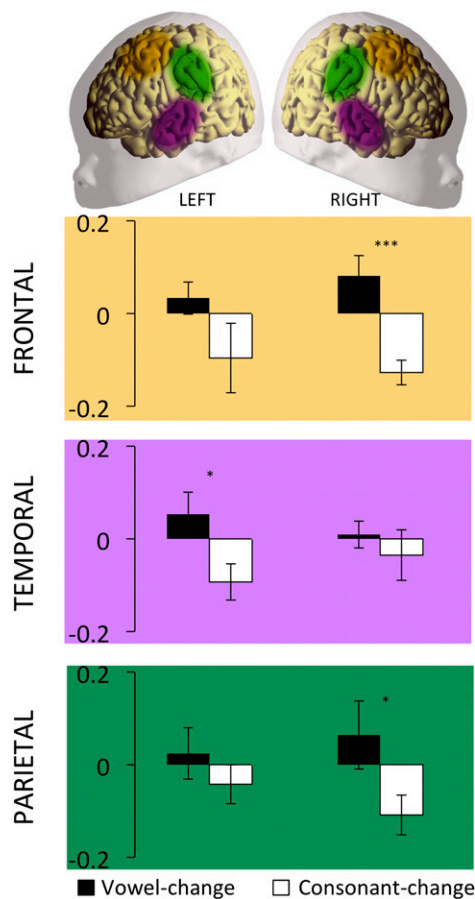 LEFT RIGHT
FRONTAL
0.2
***
0
-0.2
TEMPORAL
0.2
*
0
-0.2
PARIETAL
0.2
*
0
-0.2
Vowel-change Consonant-change